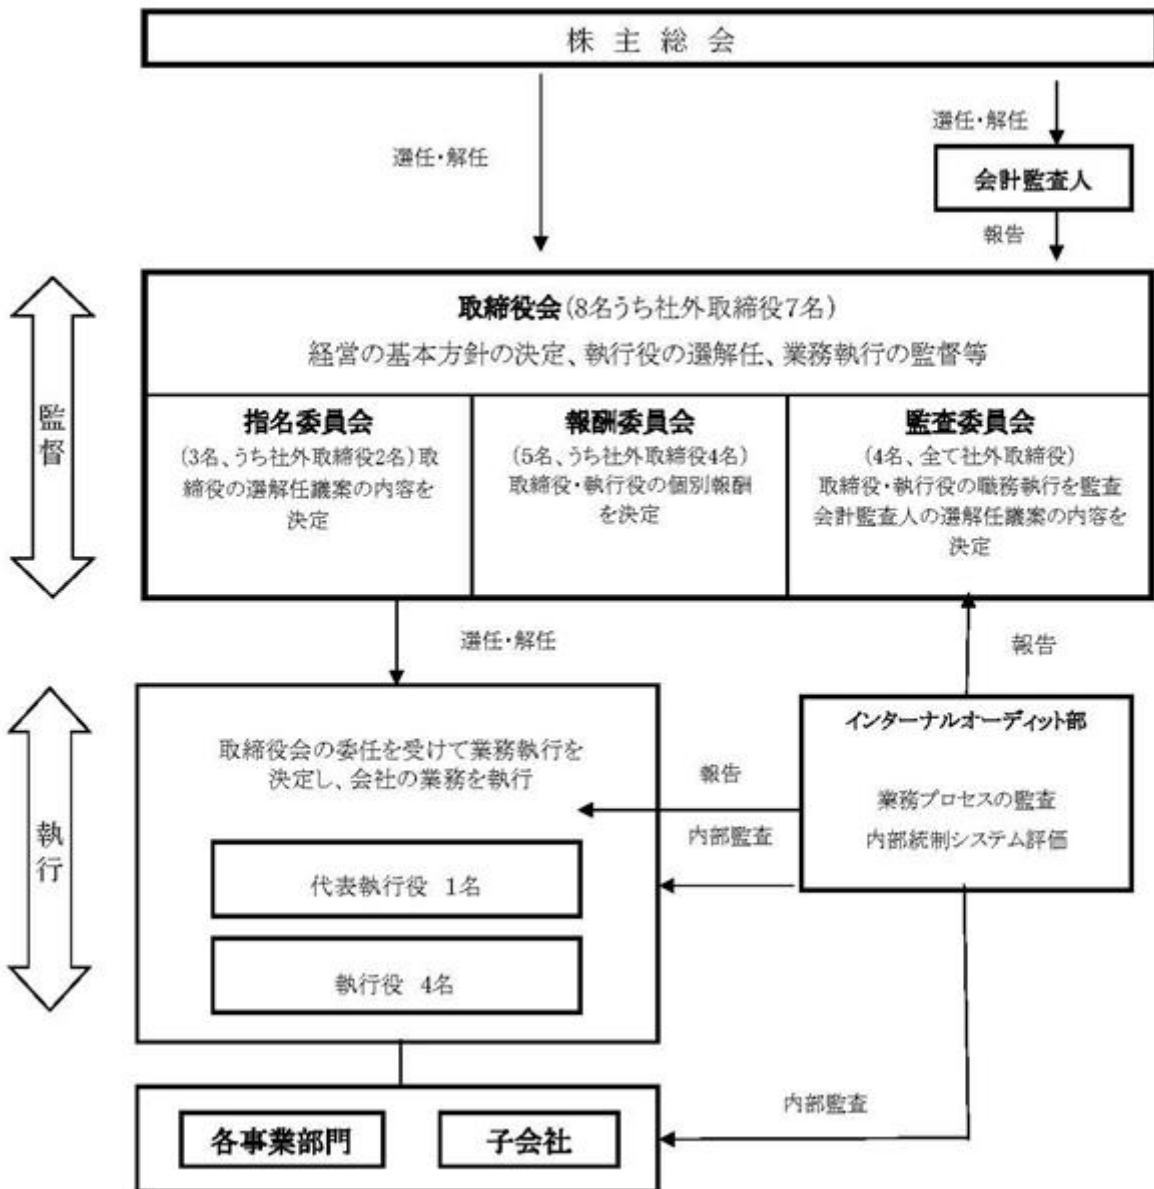 株 主 総 会
選任・解任
選任・解任
会計監査人
報告
監督
取締役会(8名うち社外取締役7名)
経営の基本方針の決定、執行役の選解任、業務執行の監督等
指名委員会
(3名、うち社外取締役2名)取
締役の選解任議案の内容を
決定
報酬委員会
(5名、うち社外取締役4名)
取締役・執行役の個別報酬
を決定
監査委員会
(4名、全て社外取締役)
取締役・執行役の職務執行を監査
会計監査人の選解任議案の内容を
決定
選任・解任
報告
執行
取締役会の委任を受けて業務執行を
決定し、会社の業務を執行
代表執行役 1名
執行役 4名
報告
内部監査
インターナルオーディット部
業務プロセスの監査
内部統制システム評価
内部監査
各事業部門
子会社